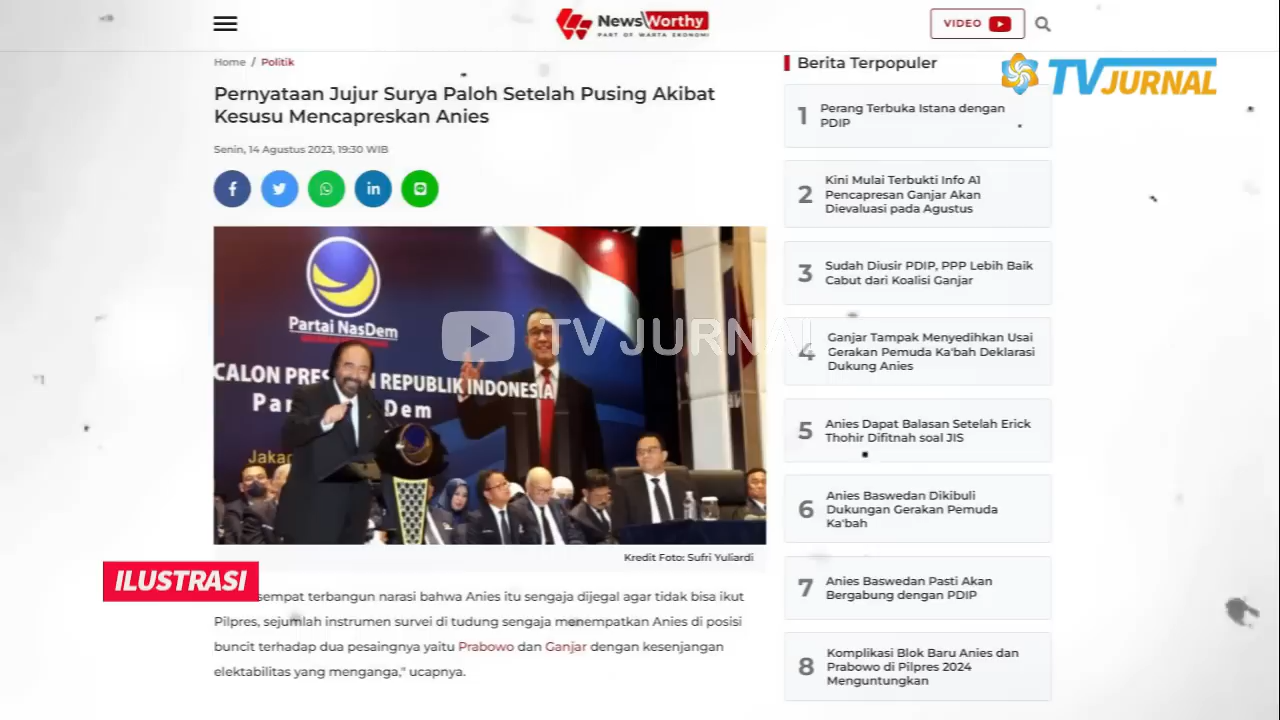 NewsWorthy
PART OF WARTA EKONOMI
VIDEO
TVJURNAL
Home / Politik
Pernyataan Jujur Surya Paloh Setelah Pusing Akibat
Kesusu Mencapreskan Anies
Senin, 14 Agustus 2023, 19:30 WIB
Partai NasDem
CALON PRESIDEN REPUBLIK INDONESIA
Dem
Jaka
TV JURNAL
Kredit Foto: Sufri Yuliardi
ILUSTRASI
sempat terbangun narasi bahwa Anies itu sengaja dijegal agar tidak bisa ikut
Pilpres, sejumlah instrumen survei di tudung sengaja menempatkan Anies di posisi
buncit terhadap dua pesaingnya yaitu Prabowo dan Ganjar dengan kesenjangan
elektabilitas yang menganga," ucapnya.
Berita Terpopuler
1 Perang Terbuka Istana dengan
PDIP
2 Kini Mulai Terbukti Info A1
Pencapresan Ganjar Akan
Dievaluasi pada Agustus
3 Sudah Diusir PDIP, PPP Lebih Baik
Cabut dari Koalisi Ganjar
4 Ganjar Tampak Menyedihkan Usai
Gerakan Pemuda Ka'bah Deklarasi
Dukung Anies
5 Anies Dapat Balasan Setelah Erick
Thohir Difitnah soal JIS
6 Anies Baswedan Dikibuli
Dukungan Gerakan Pemuda
Ka'bah
7 Anies Baswedan Pasti Akan
Bergabung dengan PDIP
8 Komplikasi Blok Baru Anies dan
Prabowo di Pilpres 2024
Menguntungkan